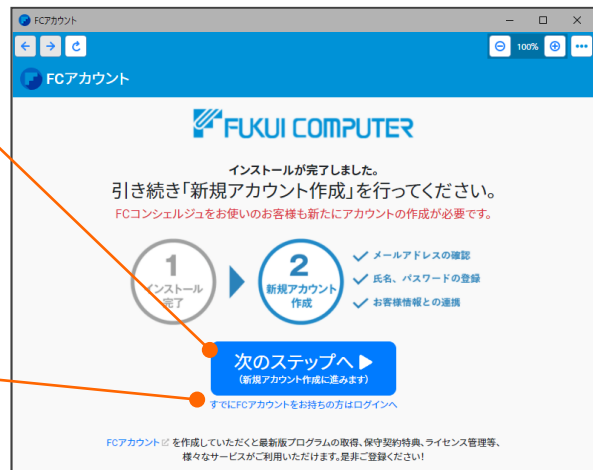 FCアカウント
100%
FCアカウント
FUKUI COMPUTER
インストールが完了しました。
引き続き「新規アカウント作成」を行ってください。
FCコンシェルジュをお使いのお客様も新たにアカウントの作成が必要です。
1
インストール
完了
2
新規アカウント
作成
メールアドレスの確認
氏名、パスワードの登録
お客様情報との連携
次のステップへ ▶
(新規アカウント作成に進みます)
すでにFCアカウントをお持ちの方はログインへ
FCアカウント を作成していただくと最新版プログラムの取得、保守契約特典、ライセンス管理等、
様々なサービスがご利用いただけます。是非ご登録ください!